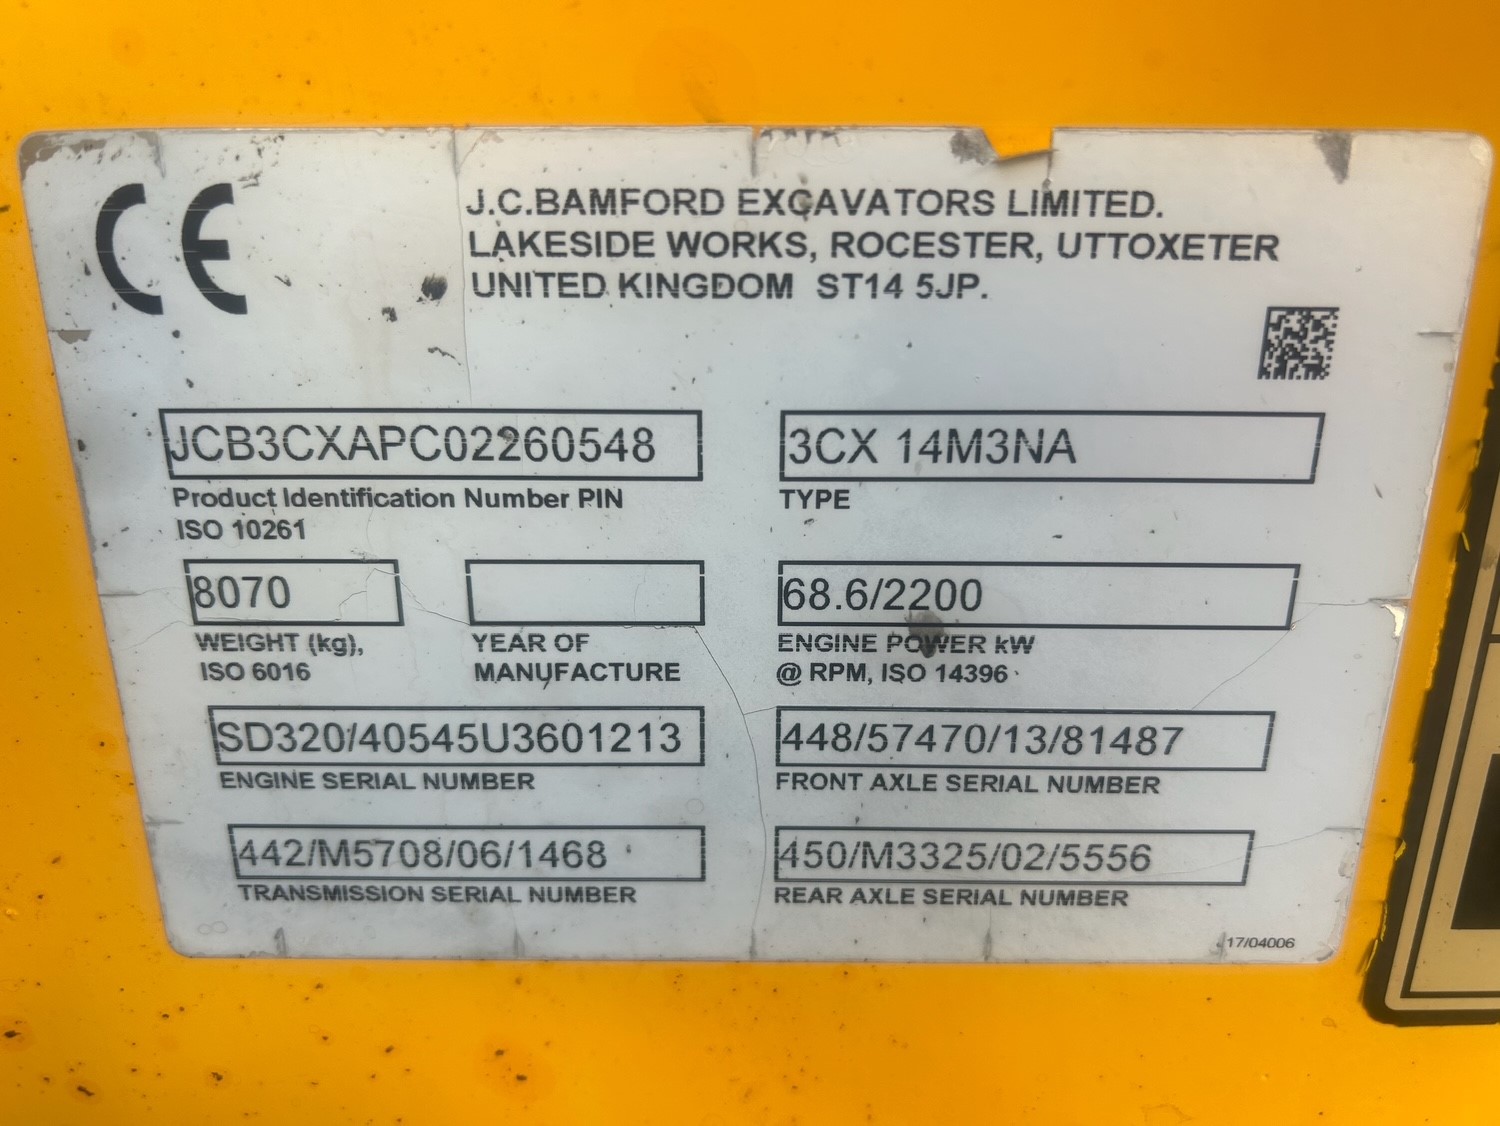 CE
J.C.BAMFORD EXCAVATORS LIMITED.
LAKESIDE WORKS, ROCESTER, UTTOXETER
UNITED KINGDOM ST14 5JP.
JCB3CXAPC02260548
Product Identification Number PIN
ISO 10261
3CX 14M3NA
TYPE
8070
WEIGHT (kg),
ISO 6016
YEAR OF
MANUFACTURE
68.6/2200
ENGINE POWER kW
@ RPM, ISO 14396
SD320/40545U3601213
ENGINE SERIAL NUMBER
448/57470/13/81487
FRONT AXLE SERIAL NUMBER
442/M5708/06/1468
TRANSMISSION SERIAL NUMBER
450/M3325/02/5556
REAR AXLE SERIAL NUMBER
17/04006